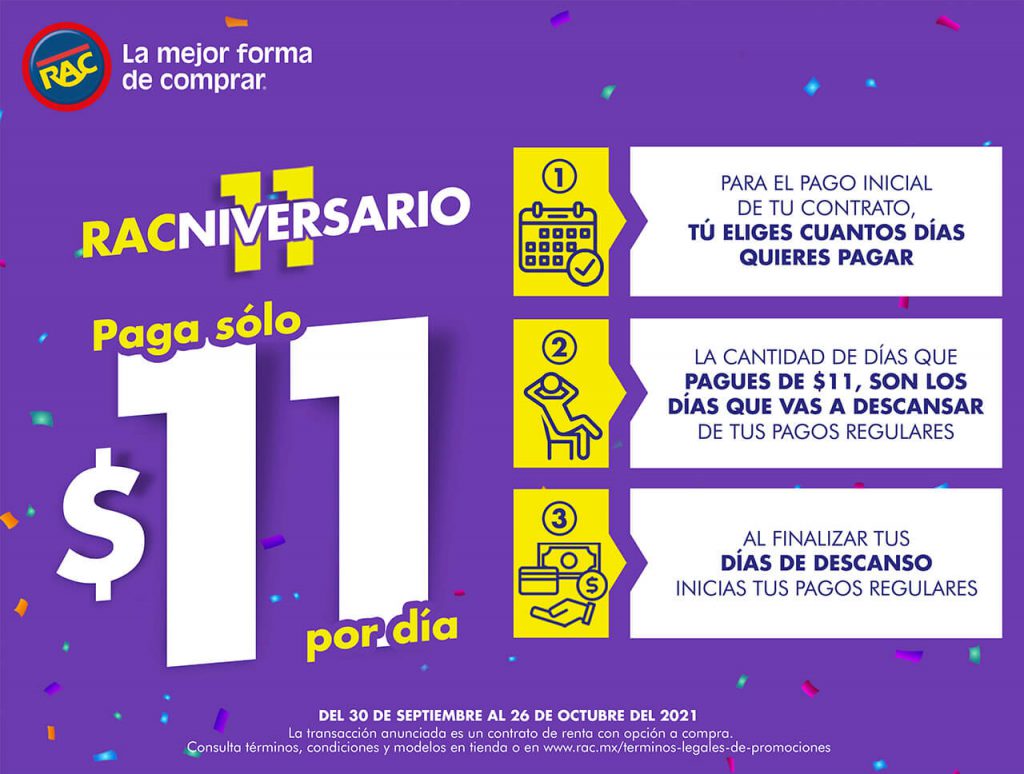 RAC
La mejor forma
de comprar.
11
RACNIVERSARIO
Paga sólo
$11
por día
1
PARA EL PAGO INICIAL
DE TU CONTRATO,
TÚ ELIGES CUANTOS DÍAS
QUIERES PAGAR
2
LA CANTIDAD DE DÍAS QUE
PAGUES DE $11, SON LOS
DÍAS QUE VAS A DESCANSAR
DE TUS PAGOS REGULARES
3
$
AL FINALIZAR TUS
DÍAS DE DESCANSO
INICIAS TUS PAGOS REGULARES
DEL 30 DE SEPTIEMBRE AL 26 DE OCTUBRE DEL 2021
La transacción anunciada es un contrato de renta con opción a compra.
Consulta términos, condiciones y modelos en tienda o en www.rac.mx/terminos-legales-de-promociones